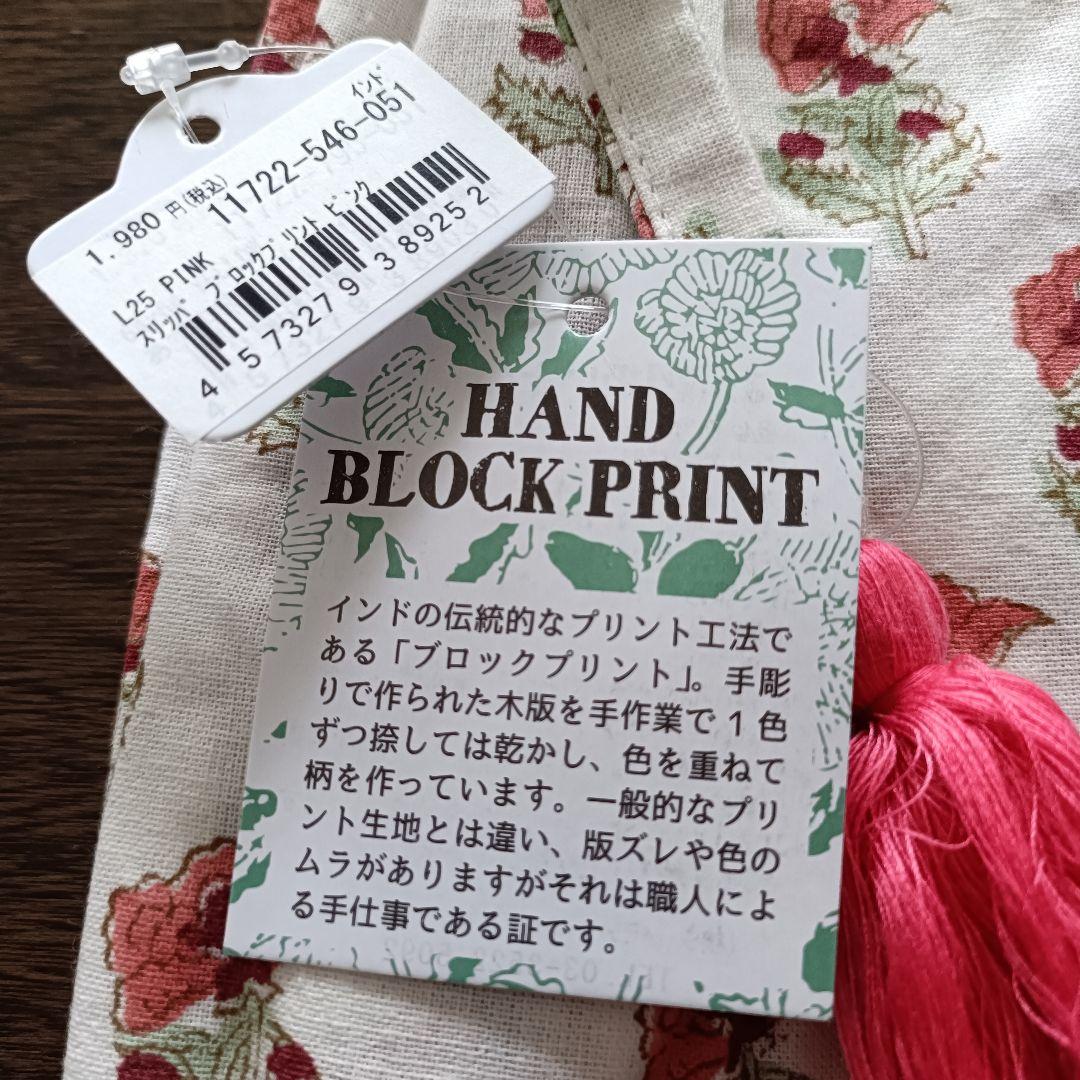 インド
1.980 円(税込) 11722-546-051
L25 PINK
スリッパ ブロックプリント ピンク
4 573279 389252
HAND
BLOCK PRINT
インドの伝統的なプリント工法で
ある「ブロックプリント」。手彫
りで作られた木版を手作業で1色
ずつ捺しては乾かし、色を重ねて
柄を作っています。一般的なプリ
ント生地とは違い、版ズレや色の
ムラがありますがそれは職人によ
る手仕事である証です。